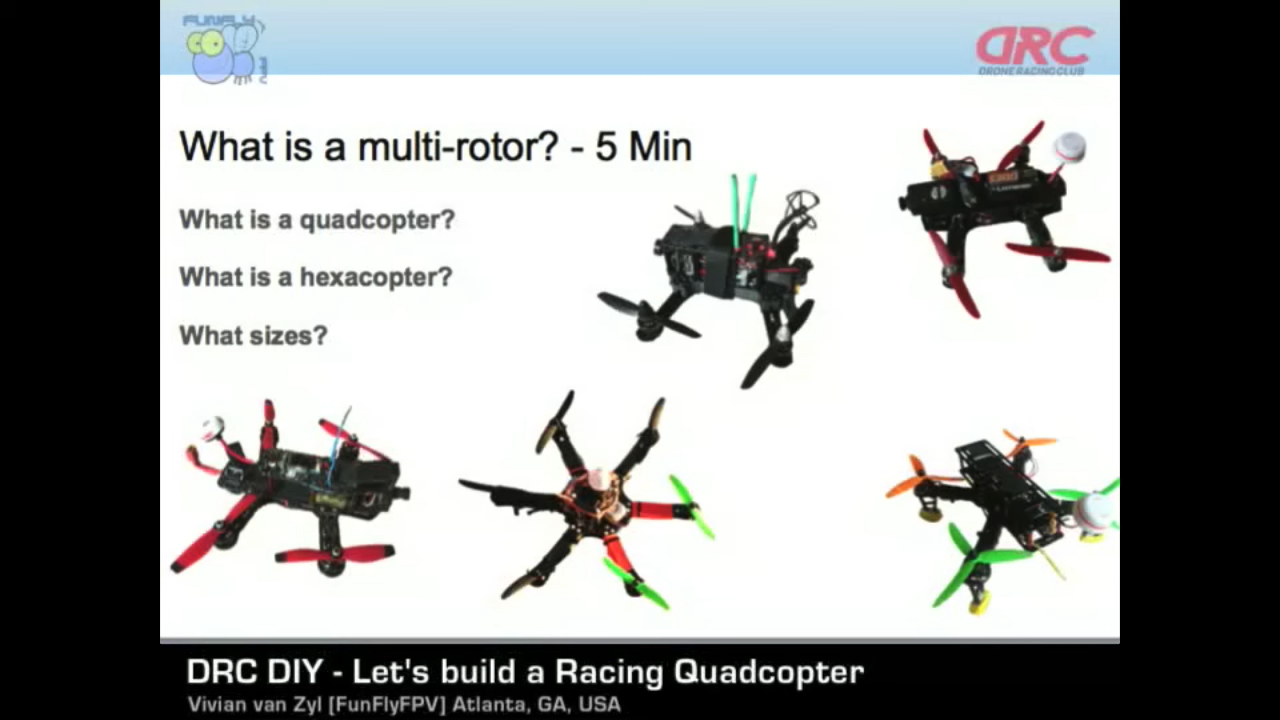 FUNFLY
DRC
DRONE RACING CLUB
What is a multi-rotor? - 5 Min
What is a quadcopter?
What is a hexacopter?
What sizes?
DRC DIY - Let's build a Racing Quadcopter
Vivian van Zyl [FunFlyFPV] Atlanta, GA, USA